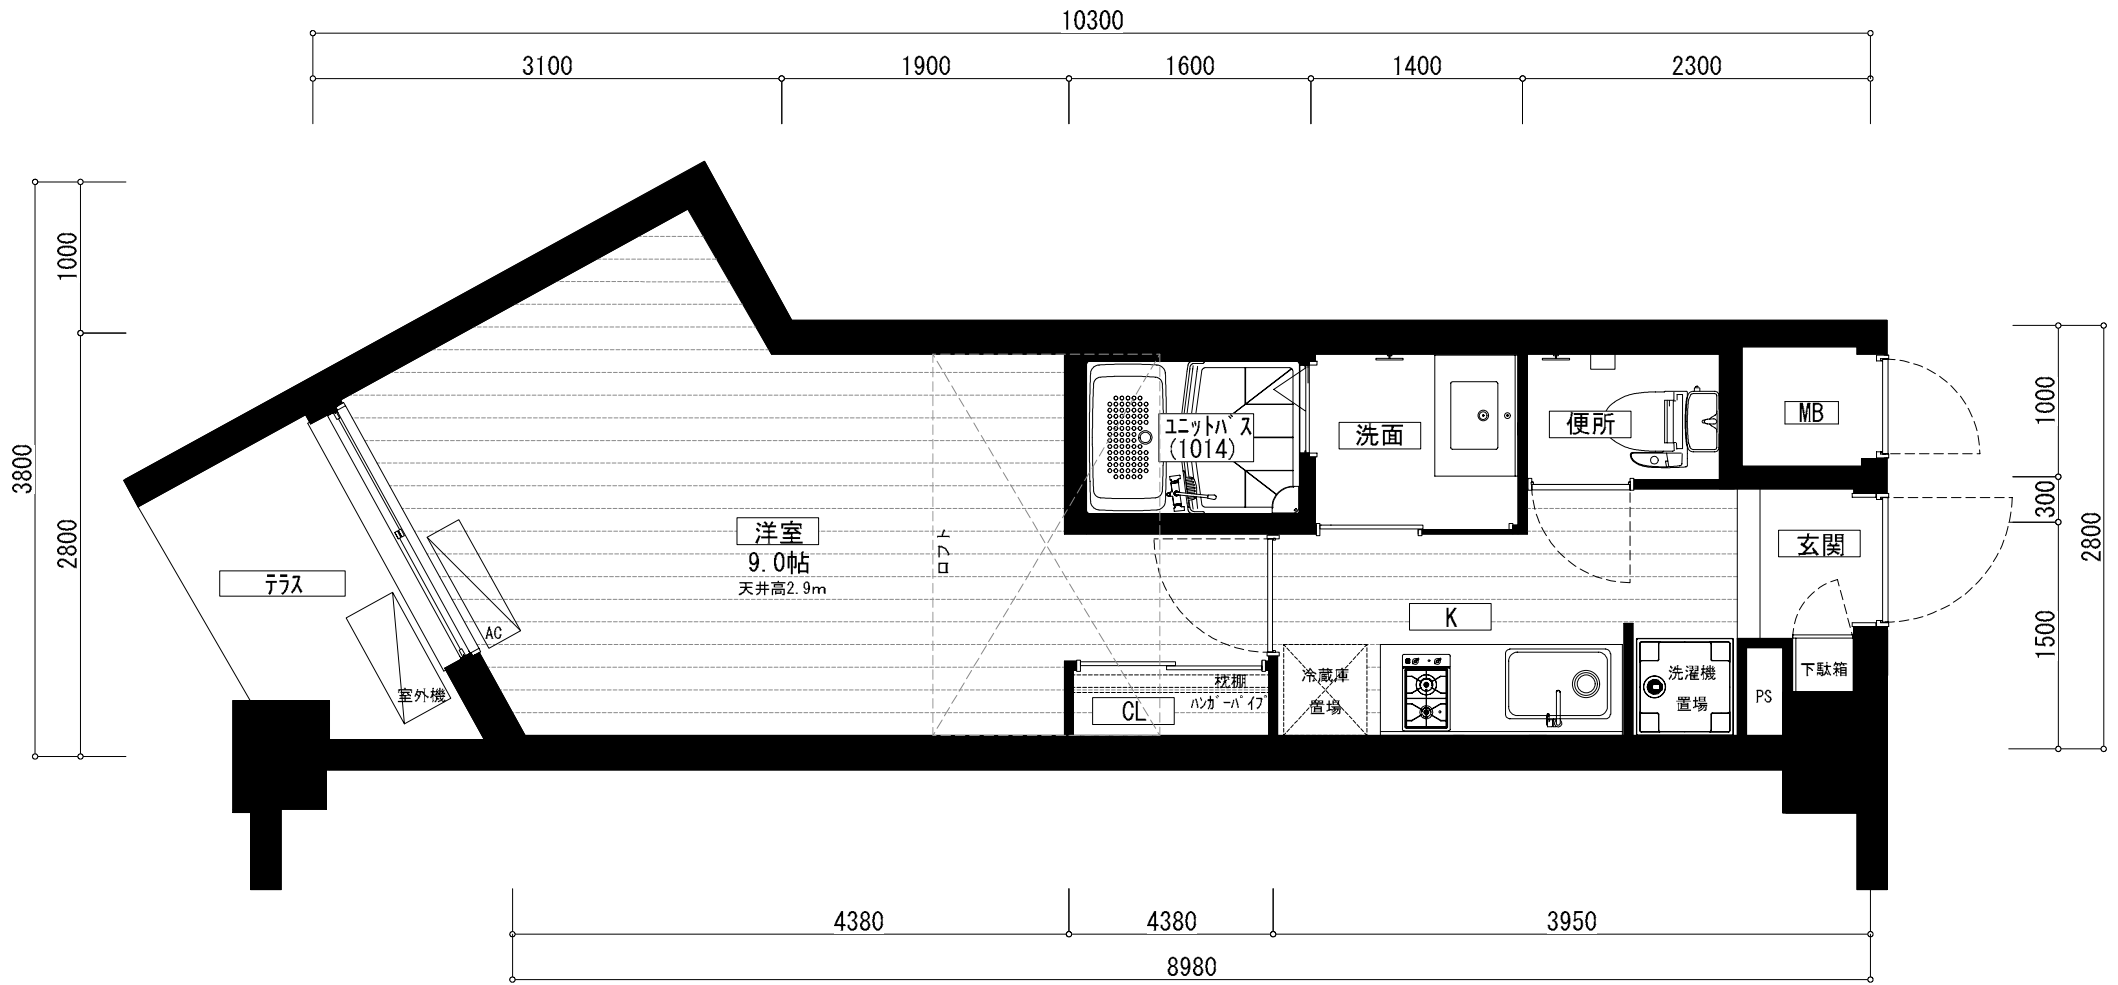 10300
3100
1900
1600
1400
2300
1000
2800
3800
1000
300
1500
2800
ユニットバス
(1014)
洗面
便所
MB
洋室
9.0帖
天井高2.9m
ロフト
玄関
テラス
AC
K
室外機
枕棚
ハンガーパイプ
CL
冷蔵庫
置場
洗濯機
置場
PS
下駄箱
4380
4380
3950
8980